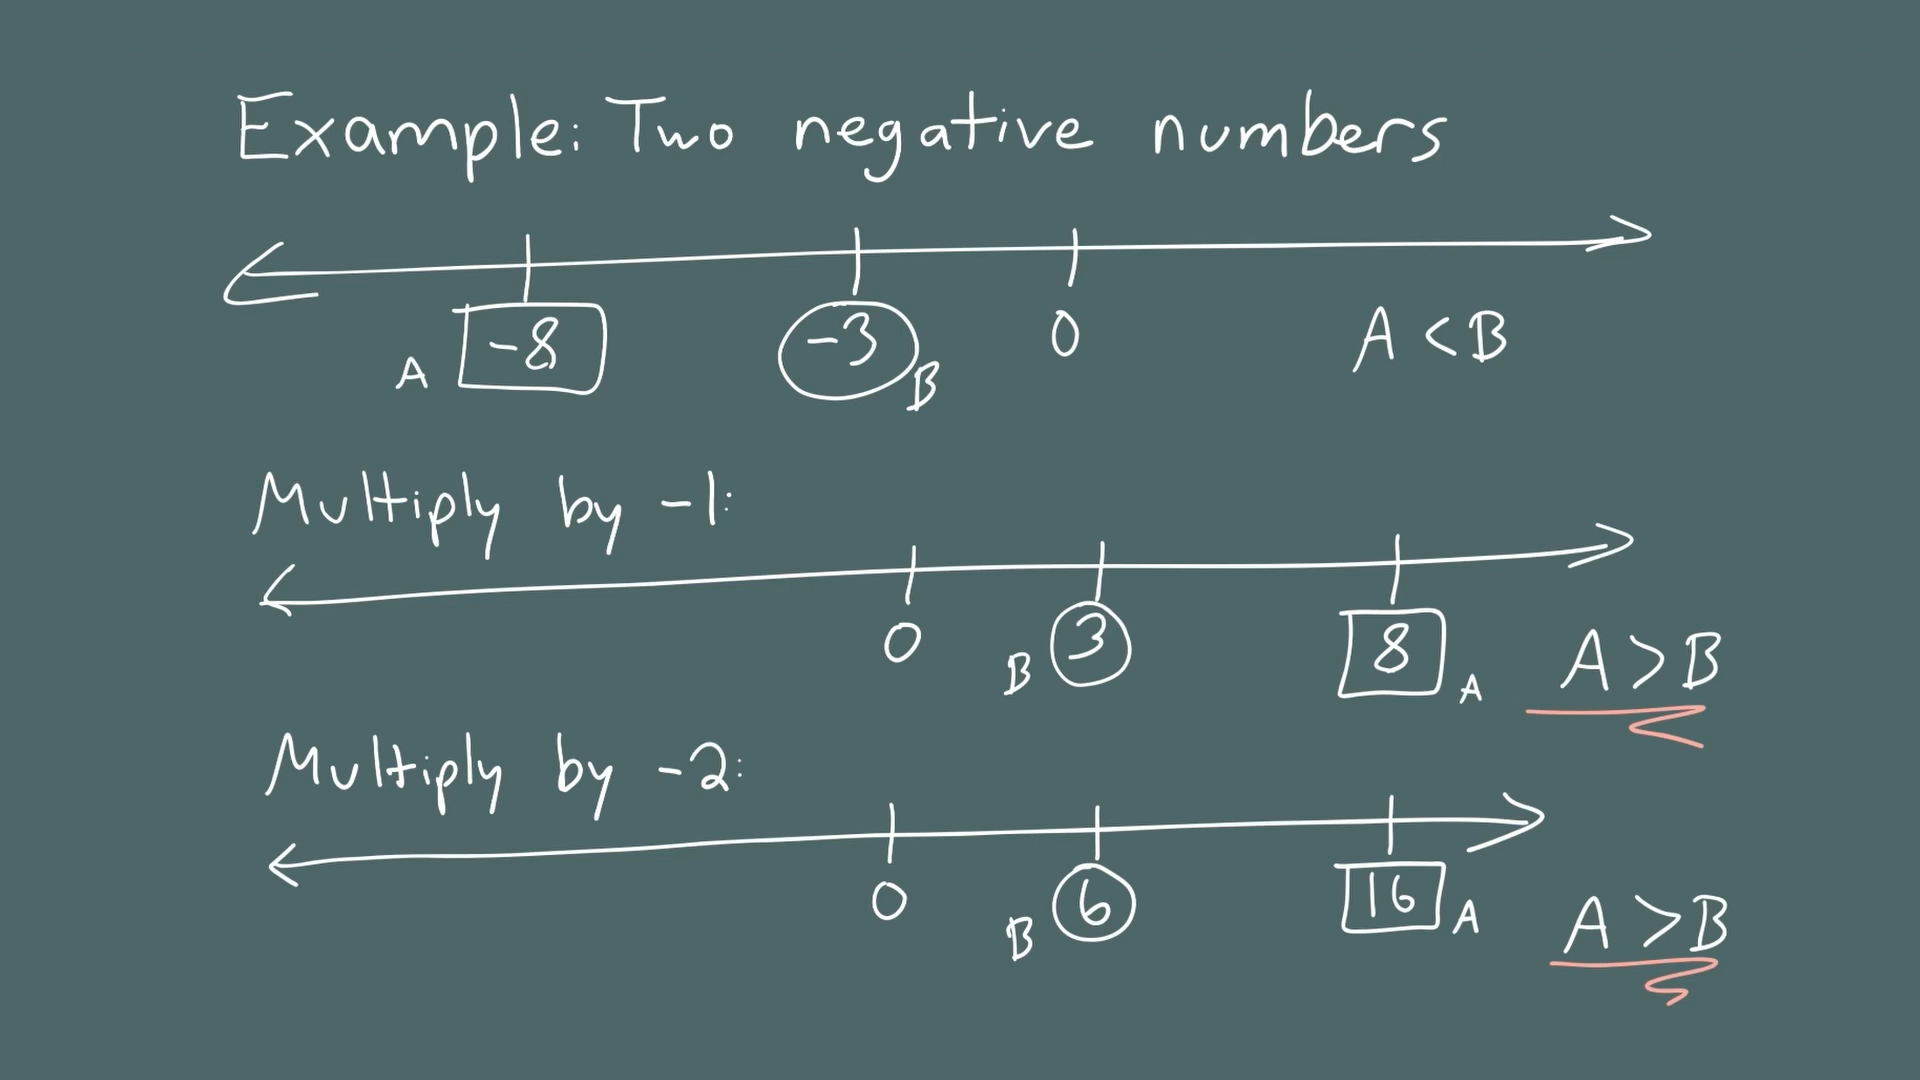 Example: Two negative numbers
A -8 -3 B 0 A < B
Multiply by -1:
0 B 3 8 A A > B
Multiply by -2:
0 B 6 16 A A > B